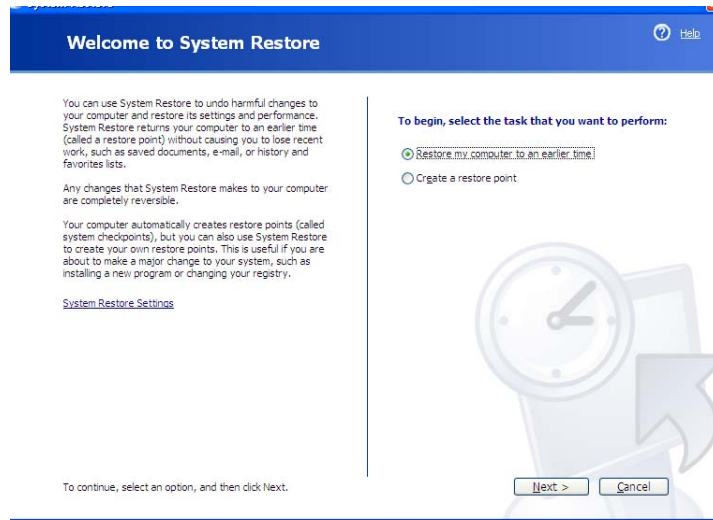 System Restore
Welcome to System Restore
Help
You can use System Restore to undo harmful changes to
your computer and restore its settings and performance.
System Restore returns your computer to an earlier time
(called a restore point) without causing you to lose recent
work, such as saved documents, e-mail, or history and
favorites lists.
Any changes that System Restore makes to your computer
are completely reversible.
Your computer automatically creates restore points (called
system checkpoints), but you can also use System Restore
to create your own restore points. This is useful if you are
about to make a major change to your system, such as
installing a new program or changing your registry.
System Restore Settings
To begin, select the task that you want to perform:
Restore my computer to an earlier time
Create a restore point
To continue, select an option, and then click Next.
Next >
Cancel